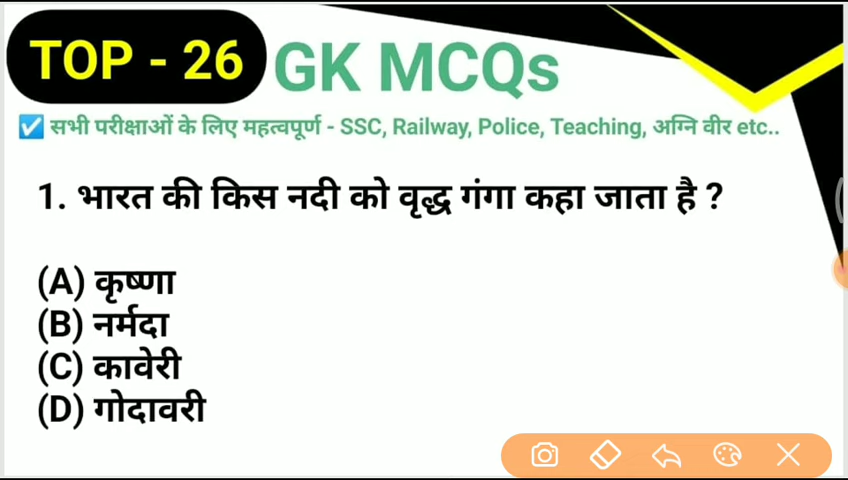 TOP - 26 GK MCQs
✅ सभी परीक्षाओं के लिए महत्वपूर्ण - SSC, Railway, Police, Teaching, अग्नि वीर etc..
1. भारत की किस नदी को वृद्ध गंगा कहा जाता है ?
(A) कृष्णा
(B) नर्मदा
(C) कावेरी
(D) गोदावरी